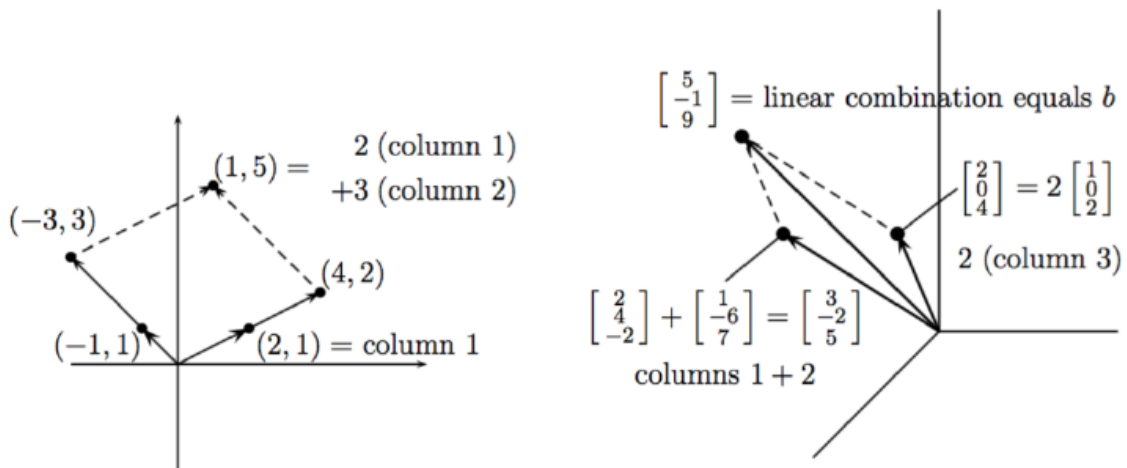 (1, 5) = 2 (column 1)
+3 (column 2)
(−3, 3)
(4, 2)
(−1, 1)
(2, 1) = column 1
[5 −1 9] = linear combination equals b
[2 0 4] = 2 [1 0 2]
2 (column 3)
[2 4 −2] + [1 −6 7] = [3 −2 5]
columns 1 + 2